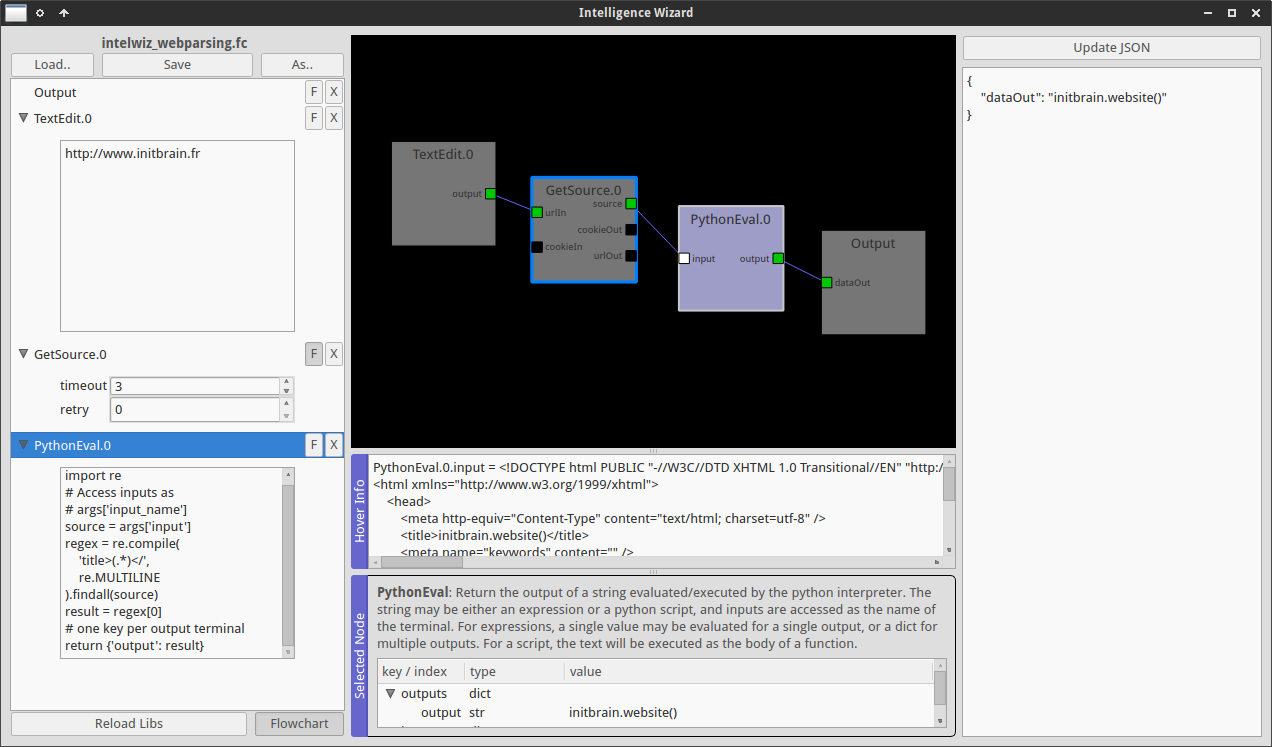 Intelligence Wizard
intelwiz_webparsing.fc
Load..
Save
As..
Output
F
X
TextEdit.0
F
X
http://www.initbrain.fr
GetSource.0
F
X
timeout
3
retry
0
PythonEval.0
F
X
import re
# Access inputs as
# args['input_name']
source = args['input']
regex = re.compile(
    'title>(.*)</',
    re.MULTILINE
).findall(source)
result = regex[0]
# one key per output terminal
return {'output': result}
Reload Libs
Flowchart
TextEdit.0
output
GetSource.0
source
urlIn
cookieOut
cookieIn
urlOut
PythonEval.0
input
output
Output
dataOut
Hover Info
PythonEval.0.input = <!DOCTYPE html PUBLIC "-//W3C//DTD XHTML 1.0 Transitional//EN" "http:/
<html xmlns="http://www.w3.org/1999/xhtml">
    <head>
        <meta http-equiv="Content-Type" content="text/html; charset=utf-8" />
        <title>initbrain.website()</title>
        <meta name="keywords" content="" />
Selected Node
PythonEval: Return the output of a string evaluated/executed by the python interpreter. The
string may be either an expression or a python script, and inputs are accessed as the name of
the terminal. For expressions, a single value may be evaluated for a single output, or a dict for
multiple outputs. For a script, the text will be executed as the body of a function.
key / index
type
value
outputs
dict
output
str
initbrain.website()
Update JSON
{
    "dataOut": "initbrain.website()"
}